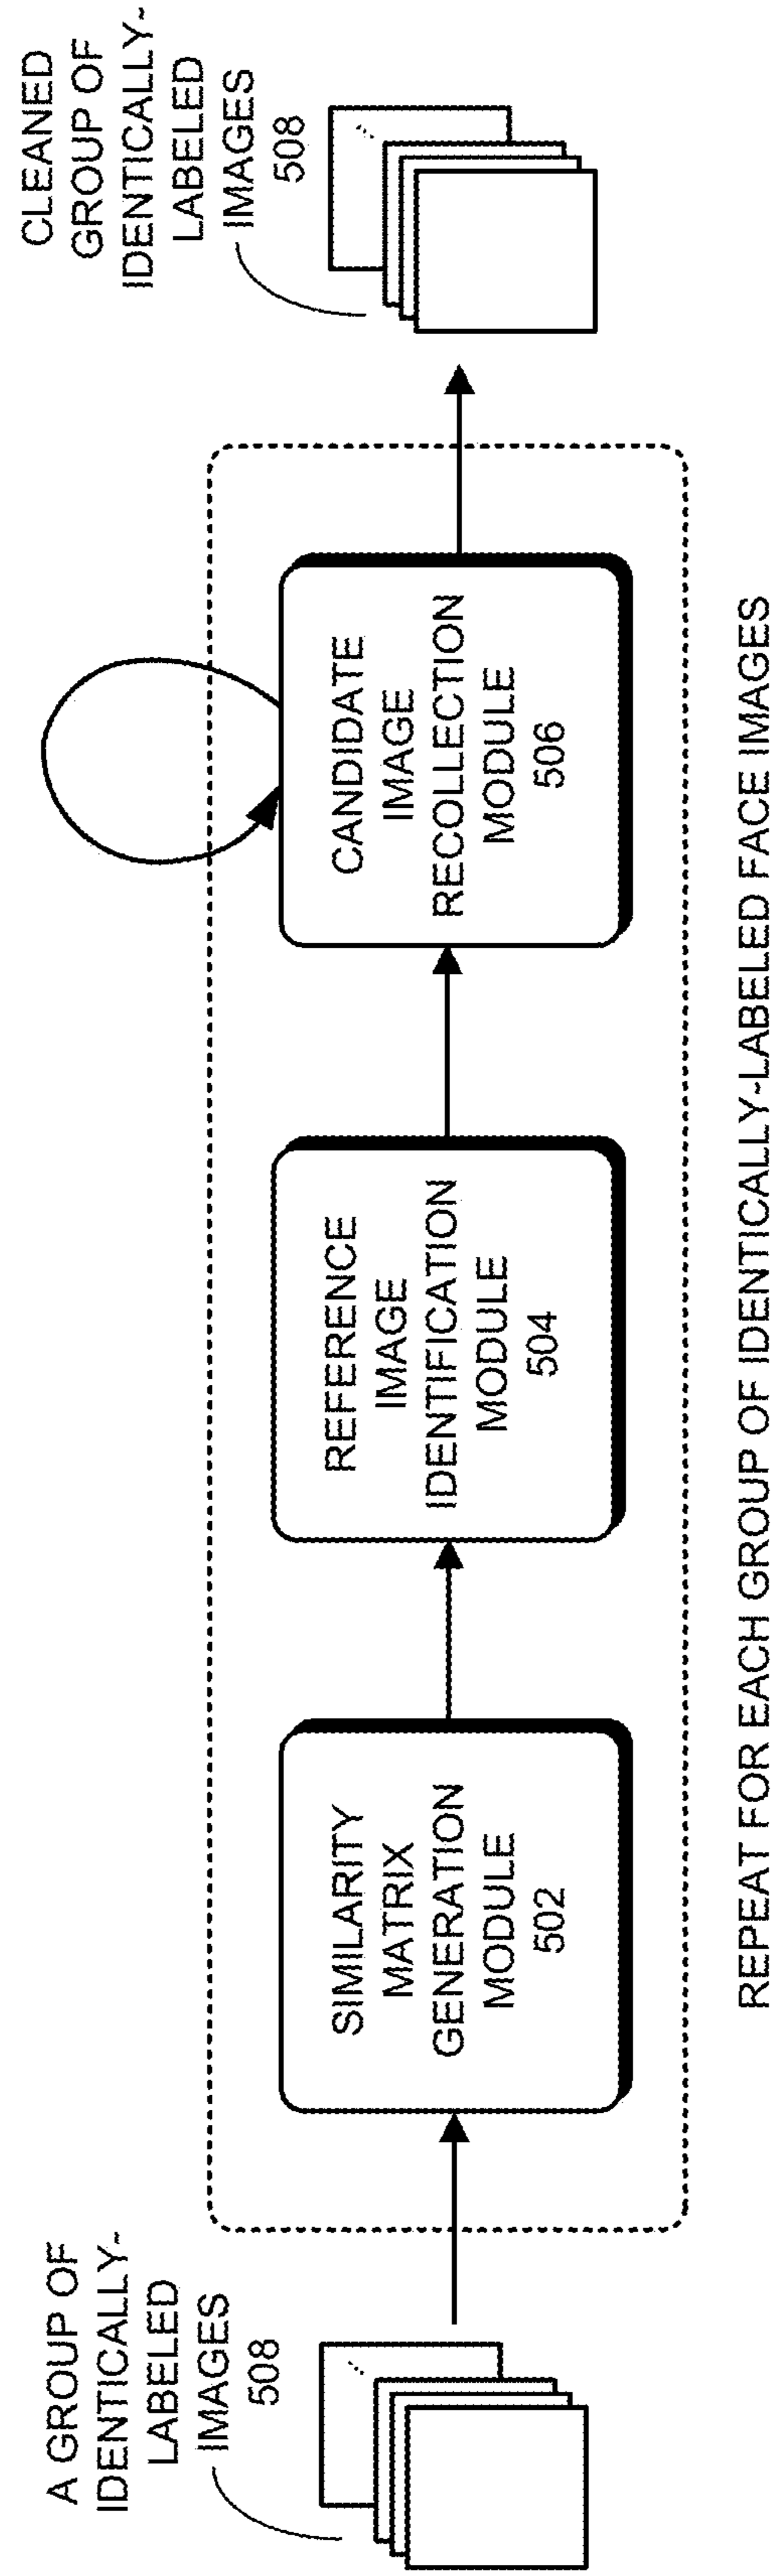 A GROUP OF
IDENTICALLY-
LABELED
IMAGES
508
SIMILARITY
MATRIX
GENERATION
MODULE
502
REFERENCE
IMAGE
IDENTIFICATION
MODULE
504
CANDIDATE
IMAGE
RECOLLECTION
MODULE
506
CLEANED
GROUP OF
IDENTICALLY-
LABELED
IMAGES
508
REPEAT FOR EACH GROUP OF IDENTICALLY-LABELED FACE IMAGES